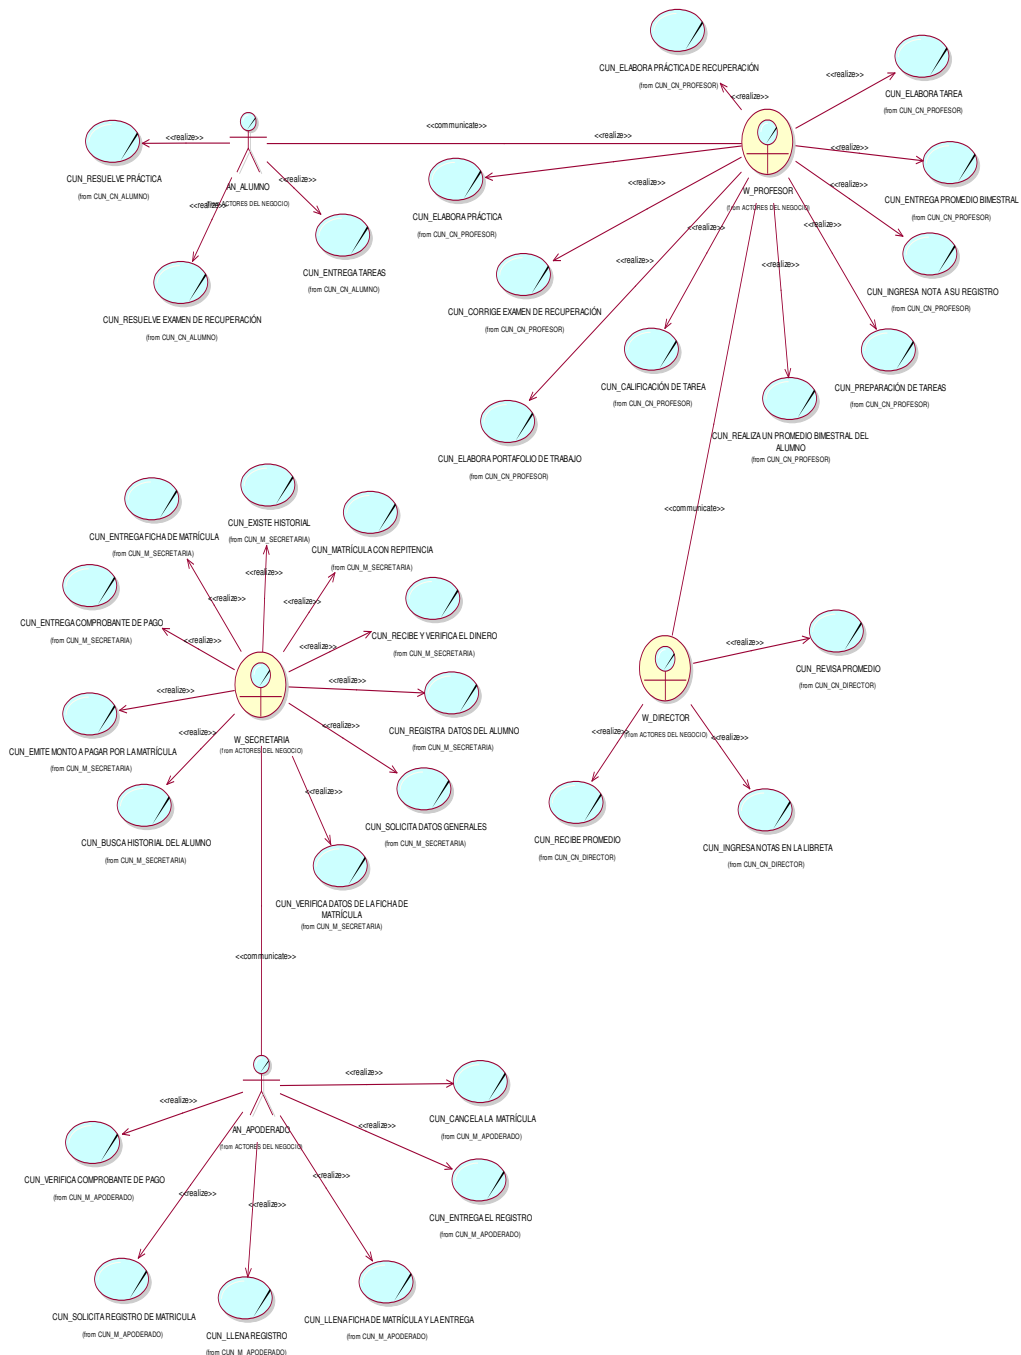 CUN_ELABORA PRÁCTICA DE RECUPERACIÓN
(from CUN_CN_PROFESOR)
<<realize>>
<<realize>>
CUN_ELABORA TAREA
(from CUN_CN_PROFESOR)
<<communicate>>
<<realize>>
<<realize>>
<<realize>>
CUN_RESUELVE PRÁCTICA
(from CUN_CN_ALUMNO)
<<realize>>
AN_ALUMNO
ACTORES DEL NEGOCIO)
<<realize>>
CUN_ENTREGA TAREAS
(from CUN_CN_ALUMNO)
CUN_RESUELVE EXAMEN DE RECUPERACIÓN
(from CUN_CN_ALUMNO)
<<realize>>
CUN_ELABORA PRÁCTICA
(from CUN_CN_PROFESOR)
W_PROFESOR
(from ACTORES DEL NEGOCIO)
<<realize>>
CUN_ENTREGA PROMEDIO BIMESTRAL
(from CUN_CN_PROFESOR)
<<realize>>
<<realize>>
<<realize>>
<<realize>>
CUN_INGRESA NOTA A SU REGISTRO
(from CUN_CN_PROFESOR)
CUN_CORRIGE EXAMEN DE RECUPERACIÓN
(from CUN_CN_PROFESOR)
CUN_CALIFICACIÓN DE TAREA
(from CUN_CN_PROFESOR)
CUN_PREPARACIÓN DE TAREAS
(from CUN_CN_PROFESOR)
CUN_REALIZA UN PROMEDIO BIMESTRAL DEL
ALUMNO
(from CUN_CN_PROFESOR)
CUN_ELABORA PORTAFOLIO DE TRABAJO
(from CUN_CN_PROFESOR)
<<communicate>>
CUN_EXISTE HISTORIAL
(from CUN_M_SECRETARIA)
CUN_ENTREGA FICHA DE MATRÍCULA
(from CUN_M_SECRETARIA)
CUN_MATRÍCULA CON REPITENCIA
(from CUN_M_SECRETARIA)
<<realize>>
<<realize>>
<<realize>>
CUN_ENTREGA COMPROBANTE DE PAGO
(from CUN_M_SECRETARIA)
<<realize>>
<<realize>>
CUN_RECIBE Y VERIFICA EL DINERO
(from CUN_M_SECRETARIA)
<<realize>>
<<realize>>
CUN_EMITE MONTO A PAGAR POR LA MATRÍCULA
(from CUN_M_SECRETARIA)
W_SECRETARIA
(from ACTORES DEL NEGOCIO)
CUN_REGISTRA DATOS DEL ALUMNO
(from CUN_M_SECRETARIA)
<<realize>>
<<realize>>
<<realize>>
CUN_BUSCA HISTORIAL DEL ALUMNO
(from CUN_M_SECRETARIA)
CUN_SOLICITA DATOS GENERALES
(from CUN_M_SECRETARIA)
CUN_VERIFICA DATOS DE LA FICHA DE
MATRÍCULA
(from CUN_M_SECRETARIA)
<<realize>>
CUN_REVISA PROMEDIO
(from CUN_CN_DIRECTOR)
W_DIRECTOR
(from ACTORES DEL NEGOCIO)
<<realize>>
<<realize>>
CUN_RECIBE PROMEDIO
(from CUN_CN_DIRECTOR)
CUN_INGRESA NOTAS EN LA LIBRETA
(from CUN_CN_DIRECTOR)
<<communicate>>
<<realize>>
<<realize>>
CUN_CANCELA LA MATRÍCULA
(from CUN_M_APODERADO)
AN_APODERADO
(from ACTORES DEL NEGOCIO)
<<realize>>
CUN_VERIFICA COMPROBANTE DE PAGO
(from CUN_M_APODERADO)
<<realize>>
<<realize>>
<<realize>>
CUN_ENTREGA EL REGISTRO
(from CUN_M_APODERADO)
CUN_SOLICITA REGISTRO DE MATRICULA
(from CUN_M_APODERADO)
CUN_LLENA REGISTRO
(from CUN_M_APODERADO)
CUN_LLENA FICHA DE MATRÍCULA Y LA ENTREGA
(from CUN_M_APODERADO)